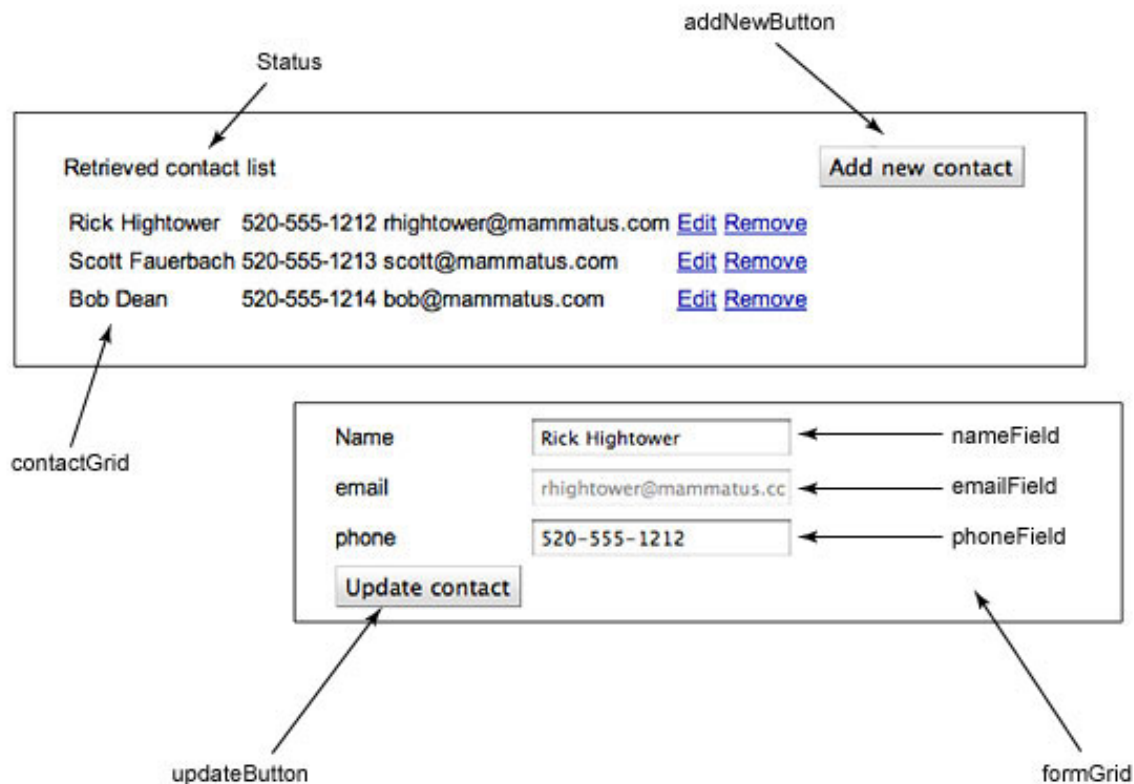 addNewButton
Status
Retrieved contact list Add new contact
Rick Hightower 520-555-1212 rhightower@mammatus.com Edit Remove
Scott Fauerbach 520-555-1213 scott@mammatus.com Edit Remove
Bob Dean 520-555-1214 bob@mammatus.com Edit Remove
contactGrid
Name Rick Hightower nameField
email rhightower@mammatus.cc emailField
phone 520-555-1212 phoneField
Update contact
updateButton formGrid